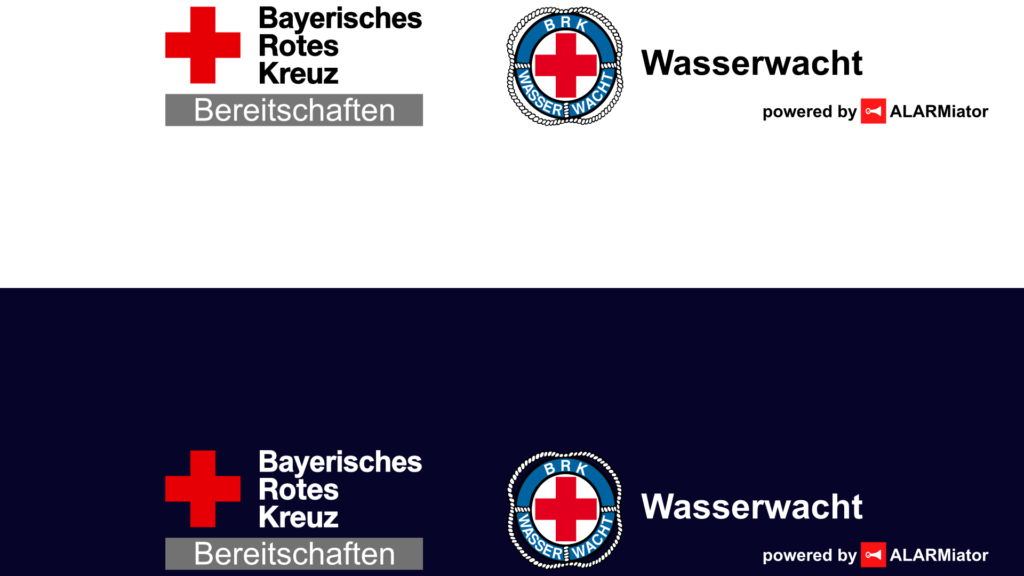 Bayerisches
Rotes
Kreuz
Bereitschaften
BRK
WASSER WACHT
Wasserwacht
powered by ALARMiator
Bayerisches
Rotes
Kreuz
Bereitschaften
BRK
WASSER WACHT
Wasserwacht
powered by ALARMiator